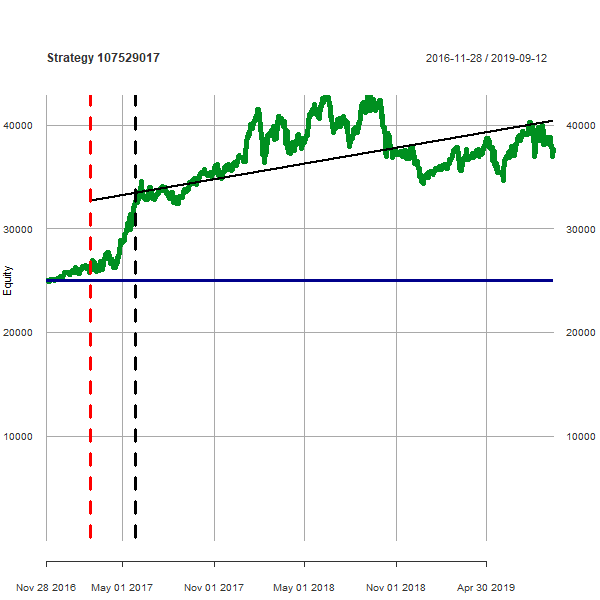 Strategy 107529017
2016-11-28 / 2019-09-12
40000 40000
30000 30000
Equity
20000 20000
10000 10000
Nov 28 2016 May 01 2017 Nov 01 2017 May 01 2018 Nov 01 2018 Apr 30 2019